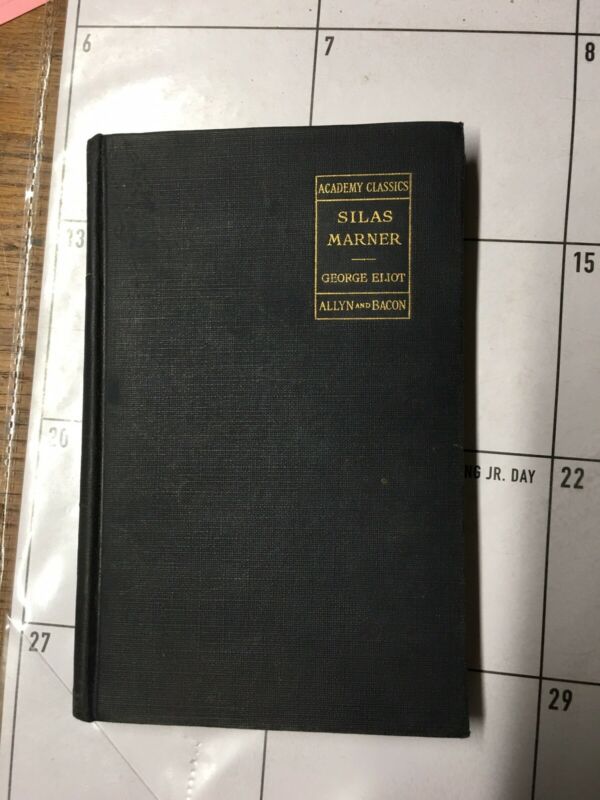 6
7
8
ACADEMY CLASSICS
SILAS
MARNER
GEORGE ELIOT
ALLYN AND BACON
13
15
20
NG JR. DAY
22
27
29